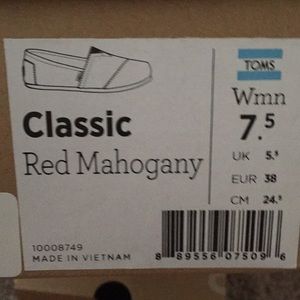 TOMS
Wmn
Classic
7.5
Red Mahogany
UK 5.5
EUR 38
CM 24.5
10008749
MADE IN VIETNAM
8 89556 07509 6